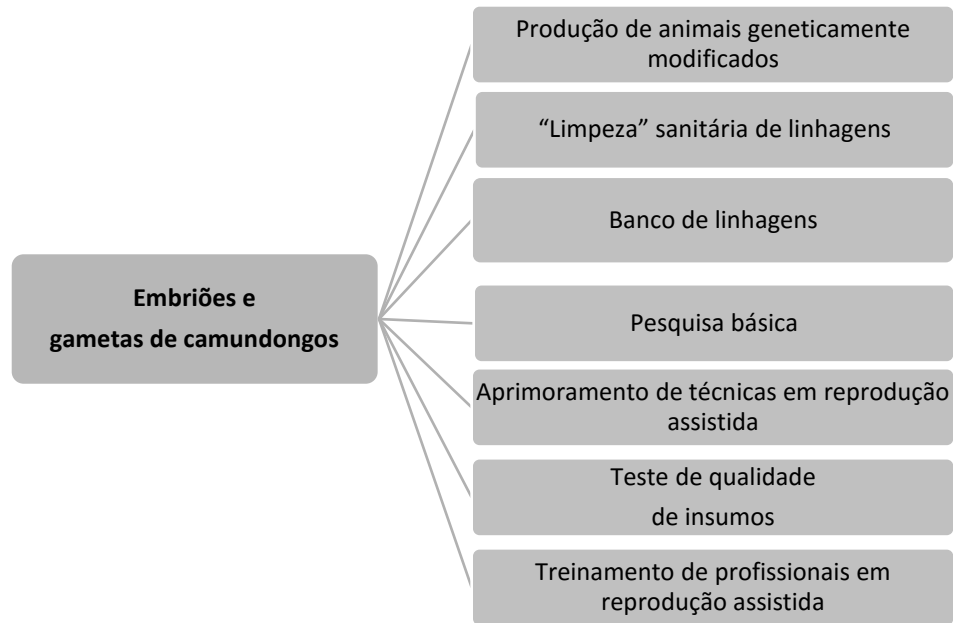 Produção de animais geneticamente
modificados
“Limpeza” sanitária de linhagens
Banco de linhagens
Embriões e
gametas de camundongos
Pesquisa básica
Aprimoramento de técnicas em reprodução
assistida
Teste de qualidade
de insumos
Treinamento de profissionais em
reprodução assistida